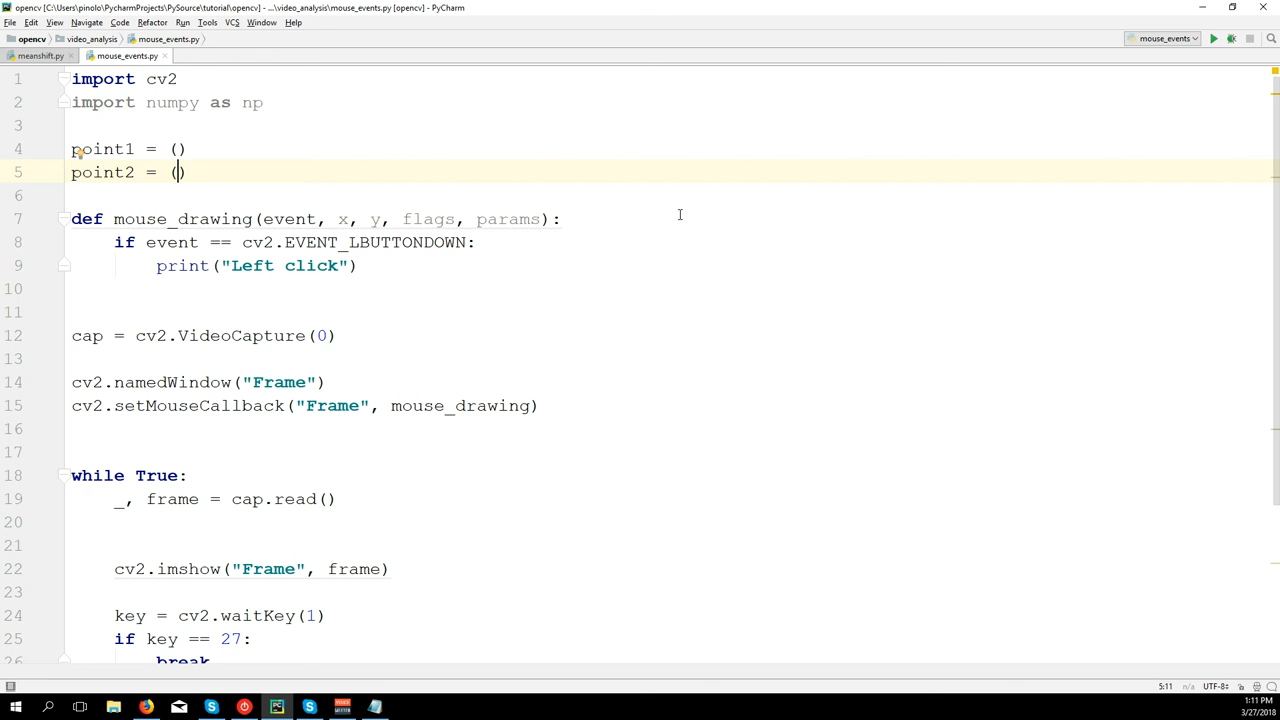 opencv [C:\Users\pinolo\PycharmProjects\PySource\tutorial\opencv] - ...\video_analysis\mouse_events.py [opencv] - PyCharm
File Edit View Navigate Code Refactor Run Tools VCS Window Help
opencv video_analysis mouse_events.py mouse_events
meanshift.py mouse_events.py
1 import cv2
2 import numpy as np
3
4 point1 = ()
5 point2 = ()
6
7 def mouse_drawing(event, x, y, flags, params):
8 if event == cv2.EVENT_LBUTTONDOWN:
9 print("Left click")
10
11
12 cap = cv2.VideoCapture(0)
13
14 cv2.namedWindow("Frame")
15 cv2.setMouseCallback("Frame", mouse_drawing)
16
17
18 while True:
19 _, frame = cap.read()
20
21
22 cv2.imshow("Frame", frame)
23
24 key = cv2.waitKey(1)
25 if key == 27:
26 break
5:11 n/a UTF-8
1:11 PM
3/27/2018